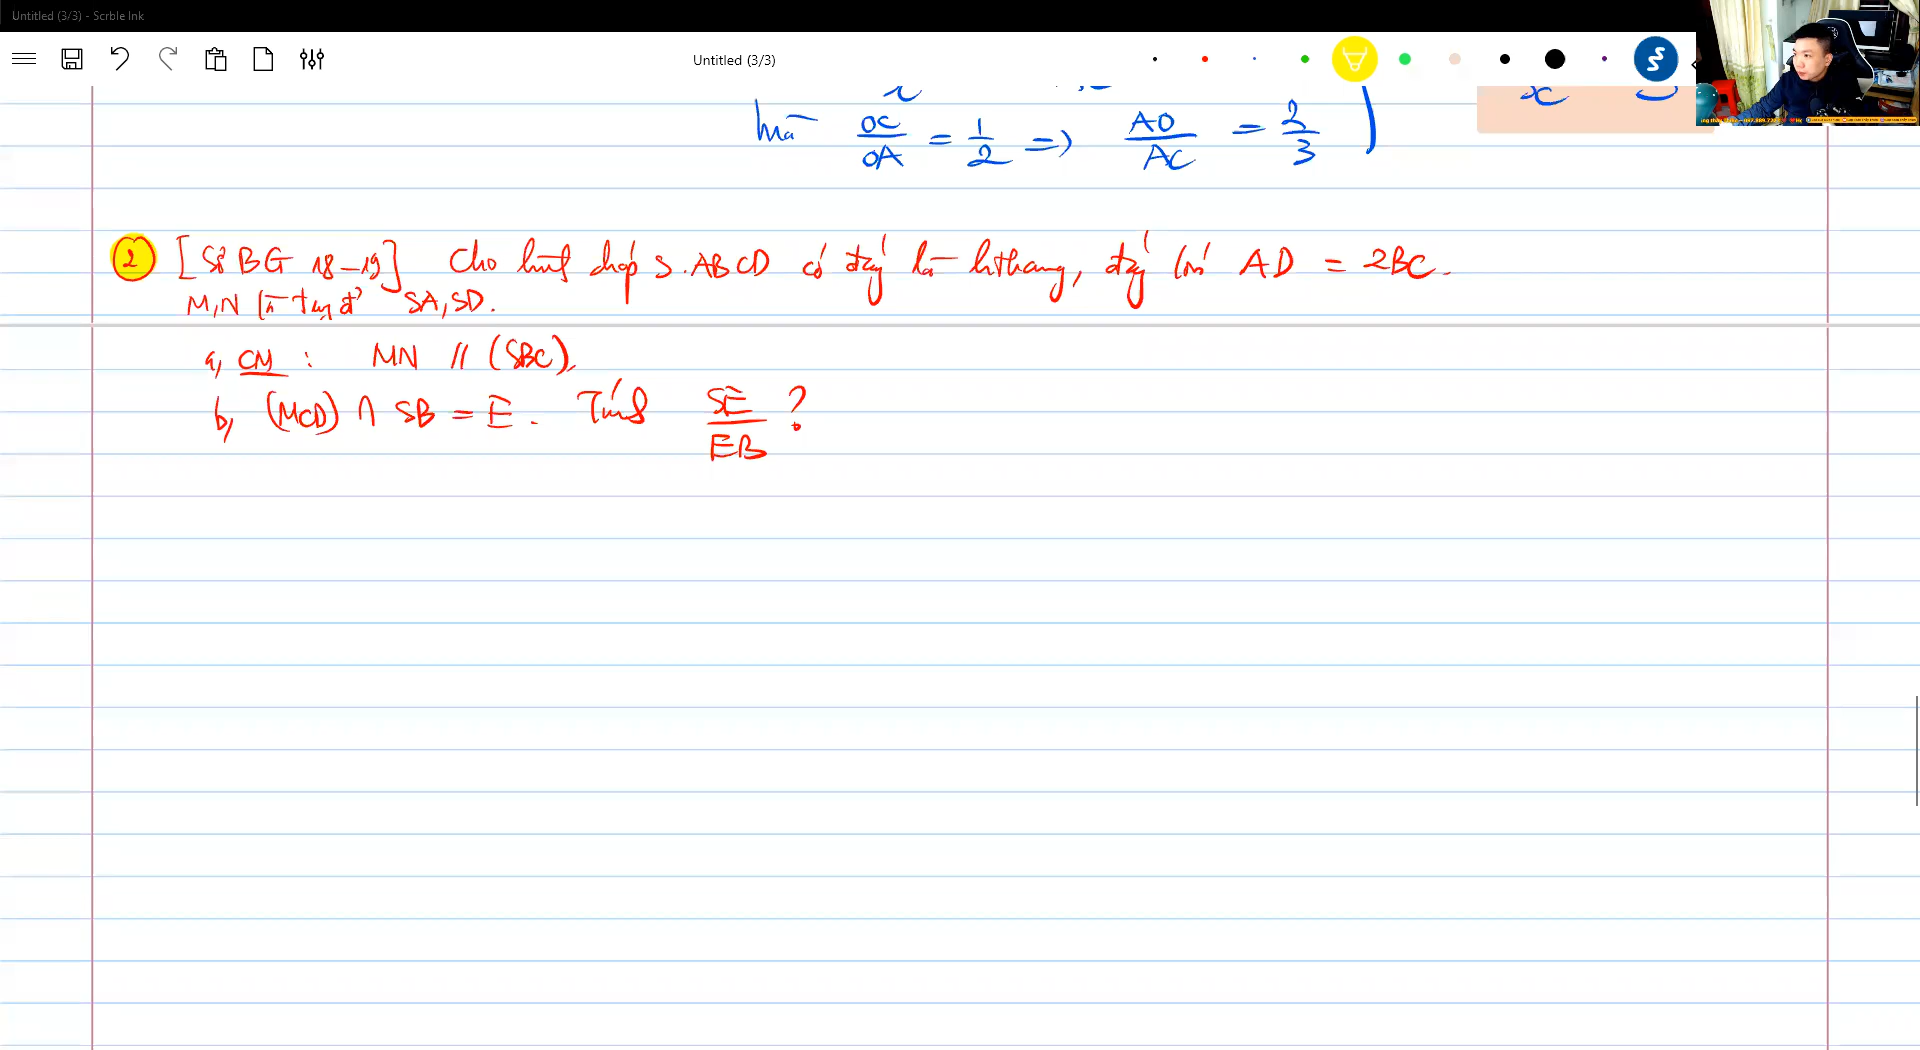 Untitled (3/3) - Scrble Ink
Untitled (3/3)
mà OC/OA = 1/2 => AO/AC = 2/3
2 [Sở BG 18-19] Cho hình chóp S.ABCD có đáy là hthang, đáy lớn AD = 2BC.
M,N là trung đ' SA, SD.
a, CM : MN // (SBC).
b, (MCD) ∩ SB = E. Tính SE/EB ?